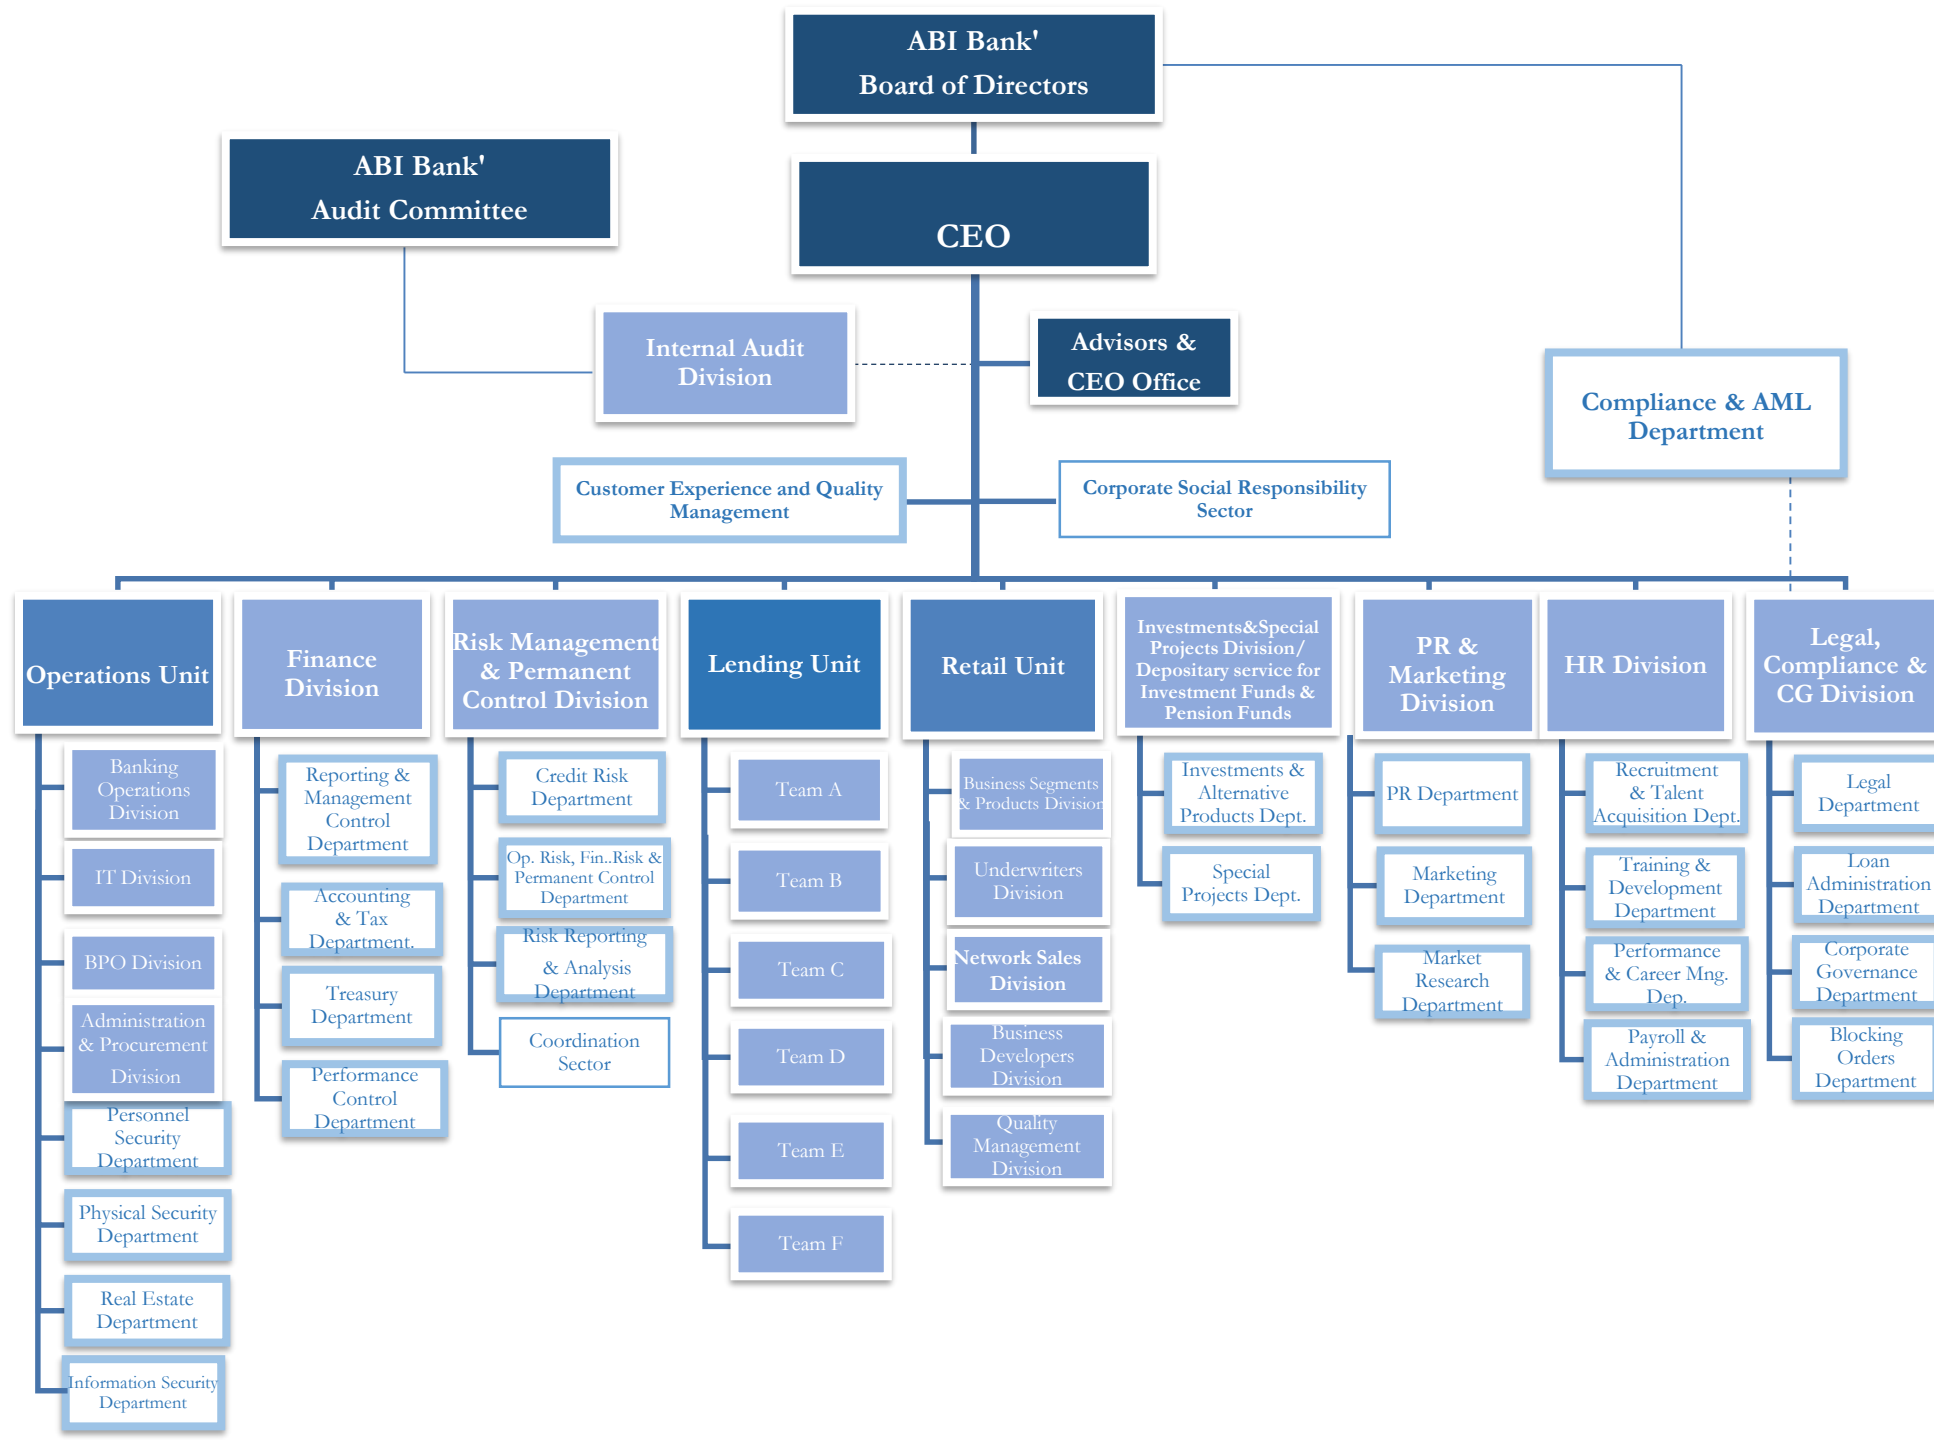 ABI Bank'
Board of Directors
ABI Bank'
Audit Committee
CEO
Internal Audit
Division
Advisors &
CEO Office
Compliance & AML
Department
Customer Experience and Quality
Management
Corporate Social Responsibility
Sector
Operations Unit
Finance
Division
Risk Management
& Permanent
Control Division
Lending Unit
Retail Unit
Investments&Special
Projects Division/
Depositary service for
Investment Funds &
Pension Funds
PR &
Marketing
Division
HR Division
Legal,
Compliance &
CG Division
Banking
Operations
Division
IT Division
BPO Division
Administration
& Procurement
Division
Personnel
Security
Department
Physical Security
Department
Real Estate
Department
Information Security
Department
Reporting &
Management
Control
Department
Accounting
& Tax
Department.
Treasury
Department
Performance
Control
Department
Credit Risk
Department
Op. Risk, Fin..Risk &
Permanent Control
Department
Risk Reporting
& Analysis
Department
Coordination
Sector
Team A
Team B
Team C
Team D
Team E
Team F
Business Segments
& Products Division
Underwriters
Division
Network Sales
Division
Business
Developers
Division
Quality
Management
Division
Investments &
Alternative
Products Dept.
Special
Projects Dept.
PR Department
Marketing
Department
Market
Research
Department
Recruitment
& Talent
Acquisition Dept.
Training &
Development
Department
Performance
& Career Mng.
Dep.
Payroll &
Administration
Department
Legal
Department
Loan
Administration
Department
Corporate
Governance
Department
Blocking
Orders
Department